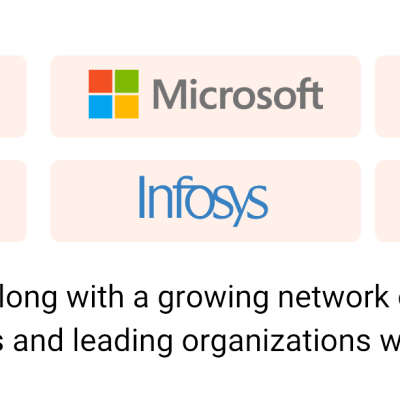 Microsoft
Infosys
long with a growing network
and leading organizations